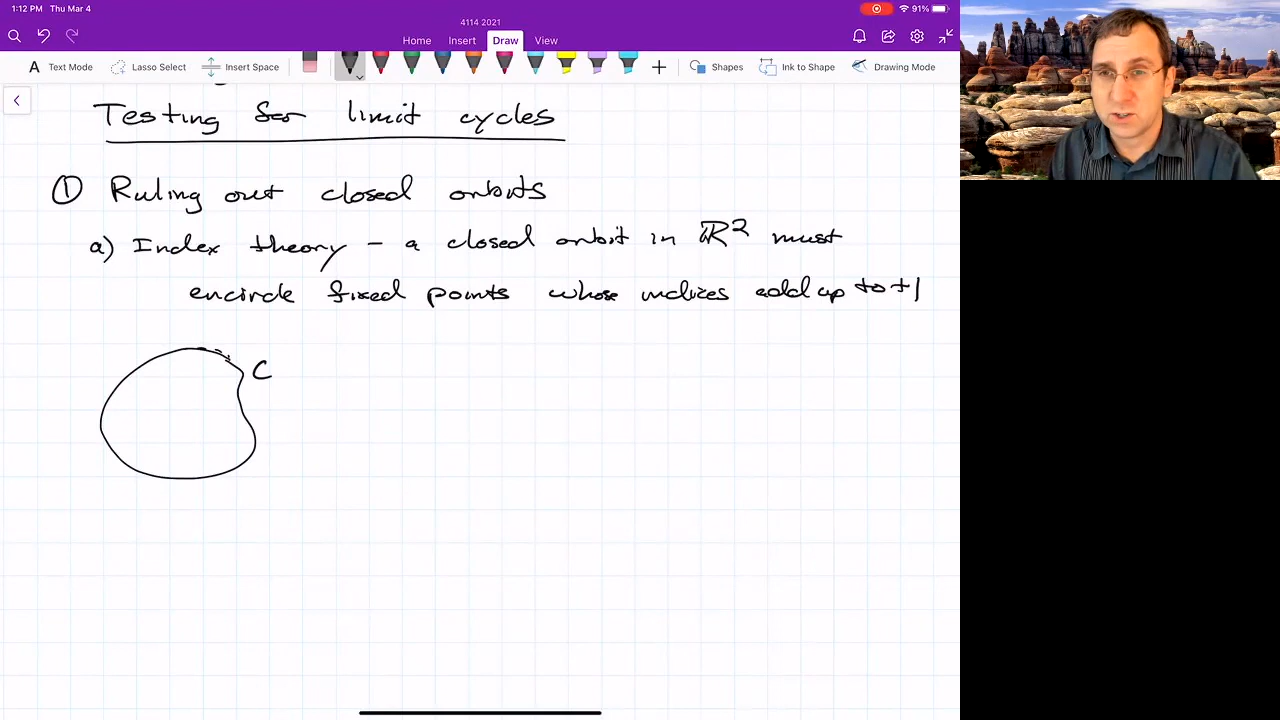 1:12 PM Thu Mar 4
91%
4114 2021
Home Insert Draw View
A Text Mode Lasso Select Insert Space Shapes Ink to Shape Drawing Mode
Testing for limit cycles
① Ruling out closed orbits
a) Index theory – a closed orbit in ℝ² must
encircle fixed points whose indices add up to +1
C